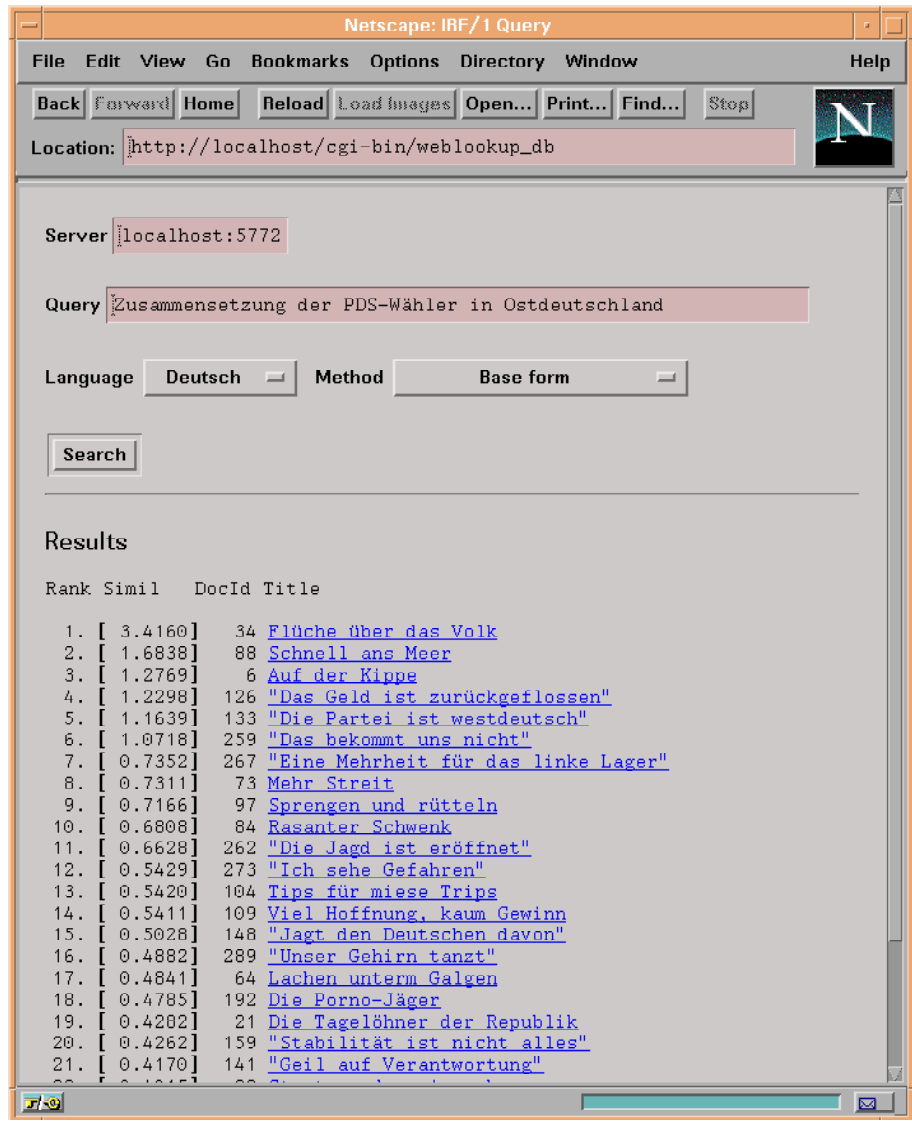 Netscape: IRF/1 Query
File Edit View Go Bookmarks Options Directory Window Help
Back Forward Home Reload Load Images Open... Print... Find... Stop
N
Location: http://localhost/cgi-bin/weblookup_db
Server localhost:5772
Query Zusammensetzung der PDS-Wähler in Ostdeutschland
Language Deutsch Method Base form
Search
Results
Rank Simil DocId Title
1. [ 3.4160] 34 Flüche über das Volk
2. [ 1.6838] 88 Schnell ans Meer
3. [ 1.2769] 6 Auf der Kippe
4. [ 1.2298] 126 "Das Geld ist zurückgeflossen"
5. [ 1.1639] 133 "Die Partei ist westdeutsch"
6. [ 1.0718] 259 "Das bekommt uns nicht"
7. [ 0.7352] 267 "Eine Mehrheit für das linke Lager"
8. [ 0.7311] 73 Mehr Streit
9. [ 0.7166] 97 Sprengen und rütteln
10. [ 0.6808] 84 Rasanter Schwenk
11. [ 0.6628] 262 "Die Jagd ist eröffnet"
12. [ 0.5429] 273 "Ich sehe Gefahren"
13. [ 0.5420] 104 Tips für miese Trips
14. [ 0.5411] 109 Viel Hoffnung, kaum Gewinn
15. [ 0.5028] 148 "Jagt den Deutschen davon"
16. [ 0.4882] 289 "Unser Gehirn tanzt"
17. [ 0.4841] 64 Lachen unterm Galgen
18. [ 0.4785] 192 Die Porno-Jäger
19. [ 0.4282] 21 Die Tagelöhner der Republik
20. [ 0.4262] 159 "Stabilität ist nicht alles"
21. [ 0.4170] 141 "Geil auf Verantwortung"